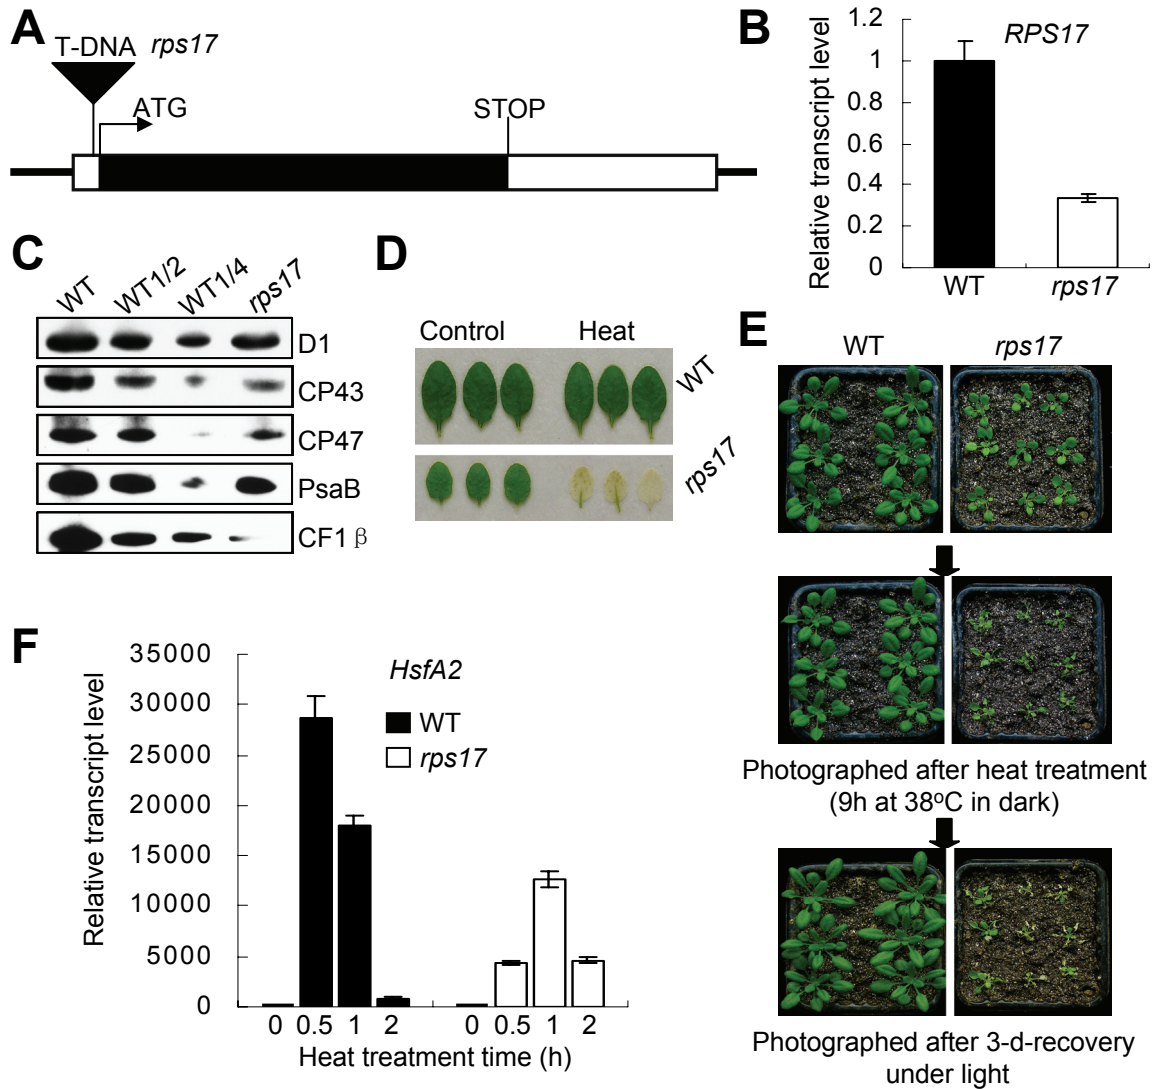 A
T-DNA rps17
ATG
STOP
B
RPS17
Relative transcript level
1.2
1
0.8
0.6
0.4
0.2
0
WT
rps17
C
WT
WT1/2
WT1/4
rps17
D1
CP43
CP47
PsaB
CF1 β
D
Control
Heat
WT
rps17
E
WT
rps17
Photographed after heat treatment
(9h at 38ºC in dark)
Photographed after 3-d-recovery
under light
F
Relative transcript level
35000
30000
25000
20000
15000
10000
5000
0
HsfA2
WT
rps17
0 0.5 1 2 0 0.5 1 2
Heat treatment time (h)